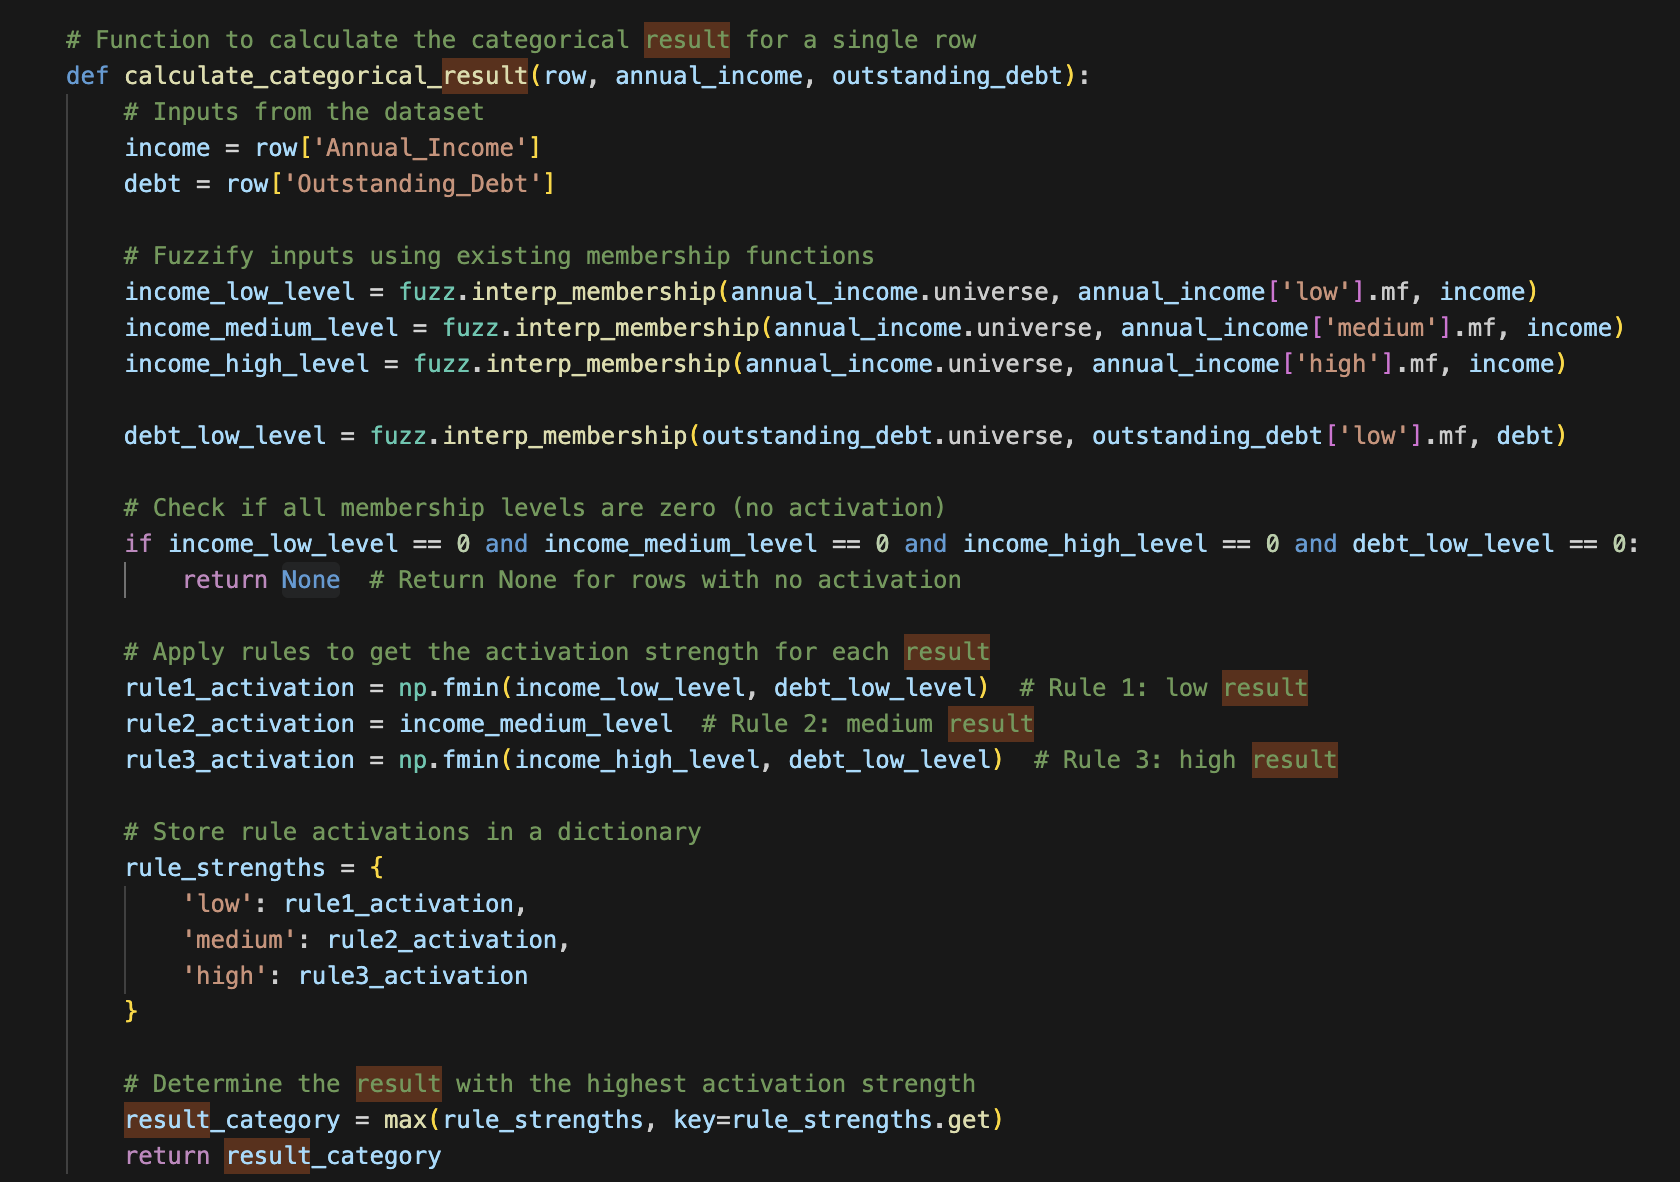 # Function to calculate the categorical result for a single row
def calculate_categorical_result(row, annual_income, outstanding_debt):
    # Inputs from the dataset
    income = row['Annual_Income']
    debt = row['Outstanding_Debt']

    # Fuzzify inputs using existing membership functions
    income_low_level = fuzz.interp_membership(annual_income.universe, annual_income['low'].mf, income)
    income_medium_level = fuzz.interp_membership(annual_income.universe, annual_income['medium'].mf, income)
    income_high_level = fuzz.interp_membership(annual_income.universe, annual_income['high'].mf, income)

    debt_low_level = fuzz.interp_membership(outstanding_debt.universe, outstanding_debt['low'].mf, debt)

    # Check if all membership levels are zero (no activation)
    if income_low_level == 0 and income_medium_level == 0 and income_high_level == 0 and debt_low_level == 0:
        return None  # Return None for rows with no activation

    # Apply rules to get the activation strength for each result
    rule1_activation = np.fmin(income_low_level, debt_low_level)  # Rule 1: low result
    rule2_activation = income_medium_level  # Rule 2: medium result
    rule3_activation = np.fmin(income_high_level, debt_low_level)  # Rule 3: high result

    # Store rule activations in a dictionary
    rule_strengths = {
        'low': rule1_activation,
        'medium': rule2_activation,
        'high': rule3_activation
    }

    # Determine the result with the highest activation strength
    result_category = max(rule_strengths, key=rule_strengths.get)
    return result_category